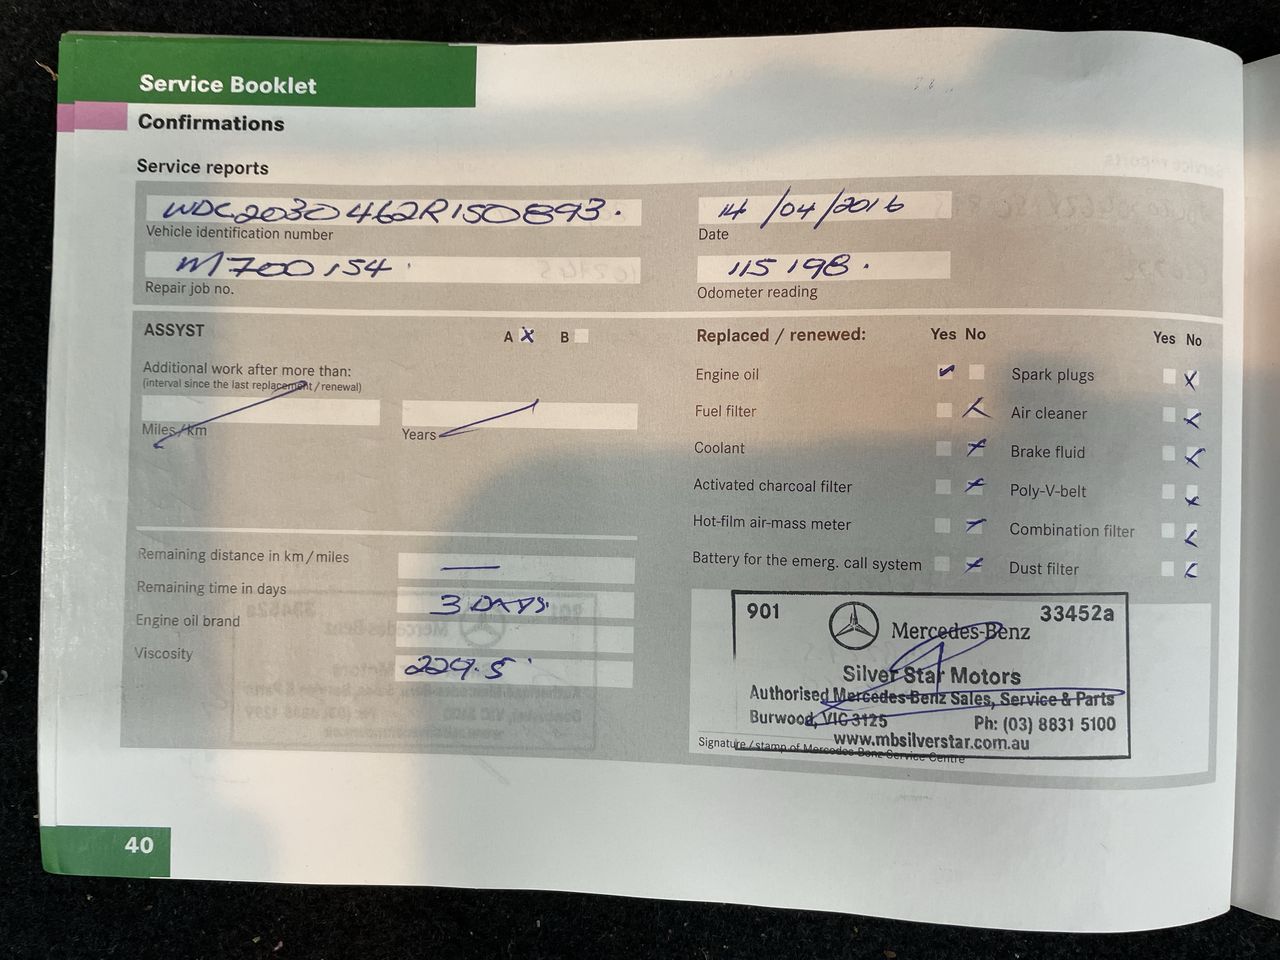 Service Booklet
Confirmations
Service reports
WDC2030462R150893.
Vehicle identification number
14/04/2016
Date
M700154.
Repair job no.
115198.
Odometer reading
ASSYST
A x B
Additional work after more than:
(interval since the last replacement / renewal)
Miles / km
Years
Remaining distance in km / miles
—
Remaining time in days
3 DAYS.
Engine oil brand
Viscosity
229.5
Replaced / renewed:
Yes No
Engine oil
Fuel filter
Coolant
Activated charcoal filter
Hot-film air-mass meter
Battery for the emerg. call system
Yes No
Spark plugs
Air cleaner
Brake fluid
Poly-V-belt
Combination filter
Dust filter
901
33452a
Mercedes-Benz
Silver Star Motors
Authorised Mercedes-Benz Sales, Service & Parts
Burwood, VIC 3125 Ph: (03) 8831 5100
www.mbsilverstar.com.au
Signature / stamp of Mercedes-Benz Service Centre
40